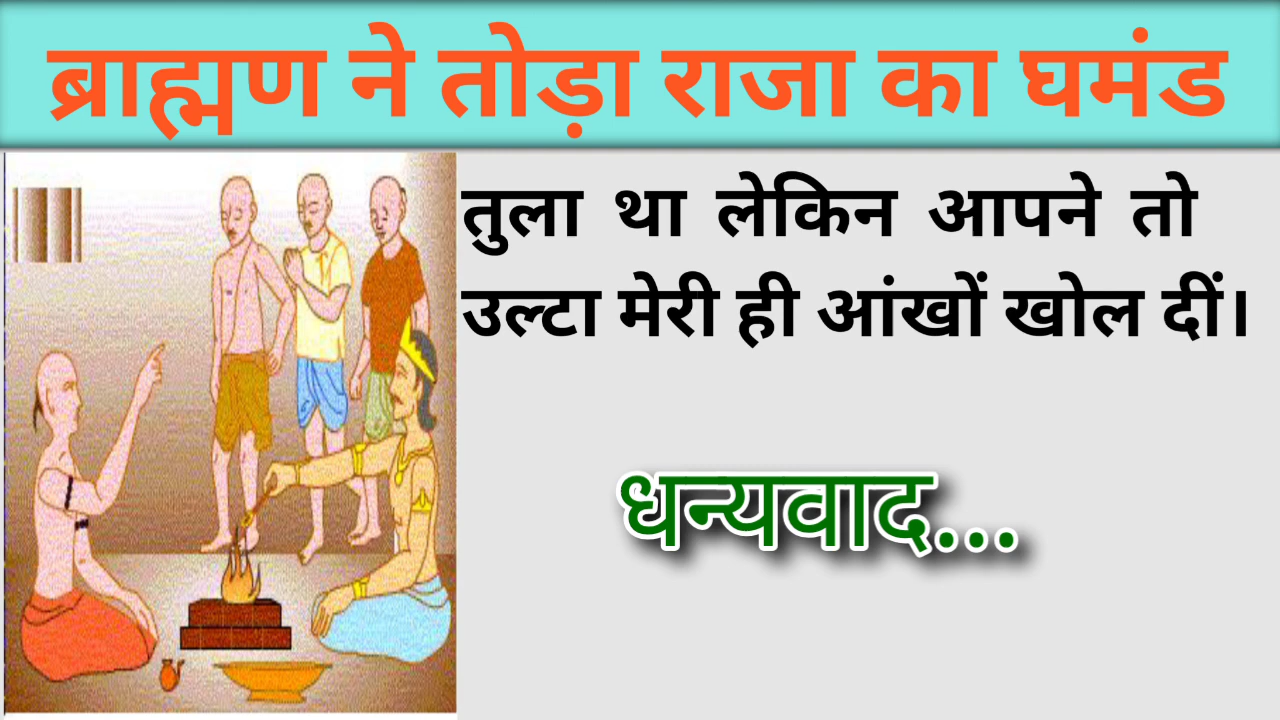 ब्राह्मण ने तोड़ा राजा का घमंड
तुला था लेकिन आपने तो
उल्टा मेरी ही आंखों खोल दीं।
धन्यवाद...